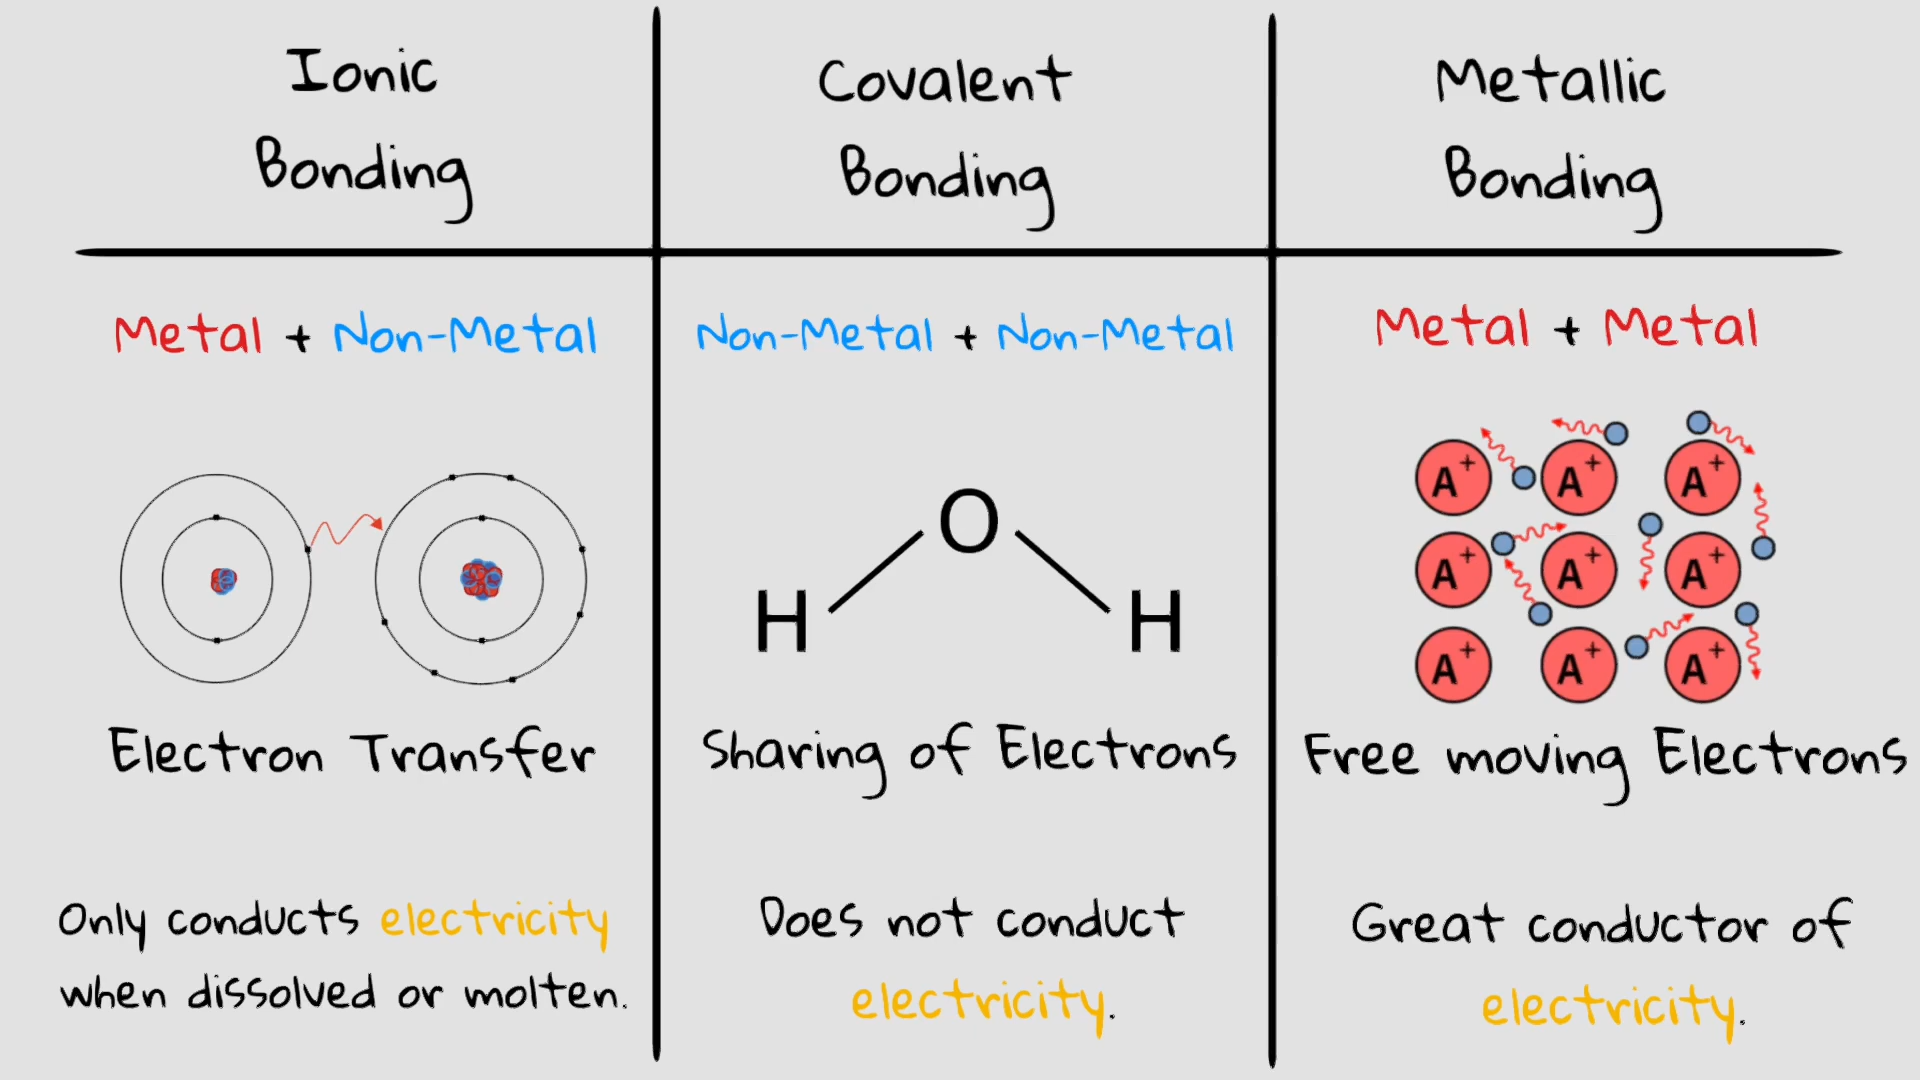 Ionic
Bonding
Covalent
Bonding
Metallic
Bonding
Metal + Non-Metal
Non-Metal + Non-Metal
Metal + Metal
O
H H
A+ A+ A+
A+ A+ A+
A+ A+ A+
Electron Transfer
Sharing of Electrons
Free moving Electrons
Only conducts electricity
when dissolved or molten.
Does not conduct
electricity.
Great conductor of
electricity.